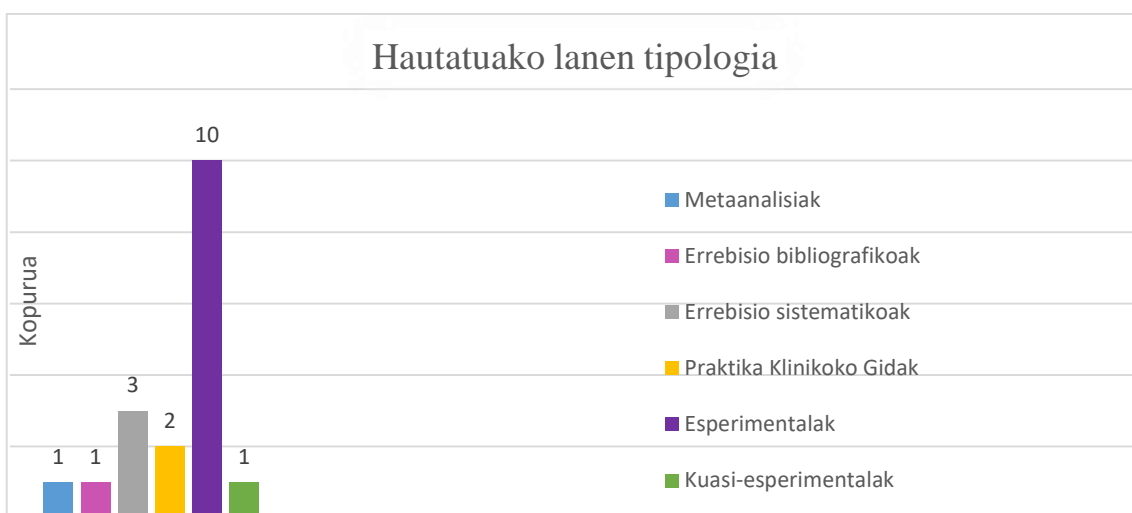 Hautatuako lanen tipologia
10
3
2
1
1
1
Kopurua
Metaanalisiak
Errebisio bibliografikoak
Errebisio sistematikoak
Praktika Klinikoko Gidak
Esperimentalak
Kuasi-esperimentalak